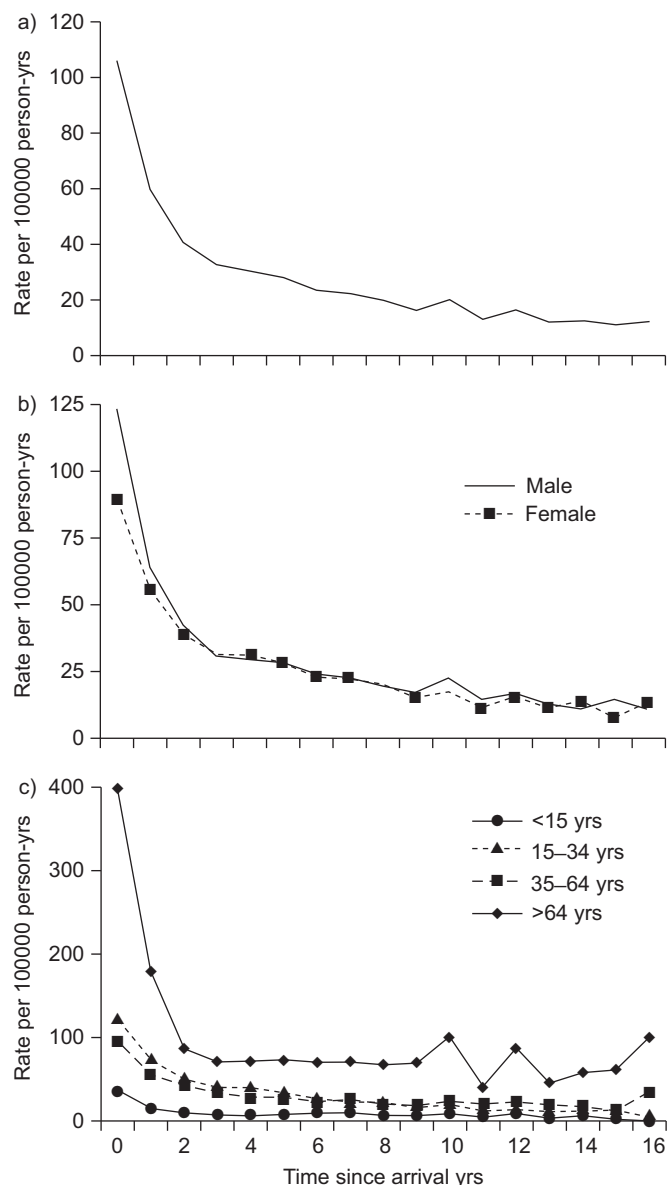 a) 120
100
80
60
40
20
0
Rate per 100000 person-yrs
b) 125
100
75
50
25
0
Rate per 100000 person-yrs
Male
Female
c) 400
300
200
100
0
Rate per 100000 person-yrs
<15 yrs
15–34 yrs
35–64 yrs
>64 yrs
0 2 4 6 8 10 12 14 16
Time since arrival yrs